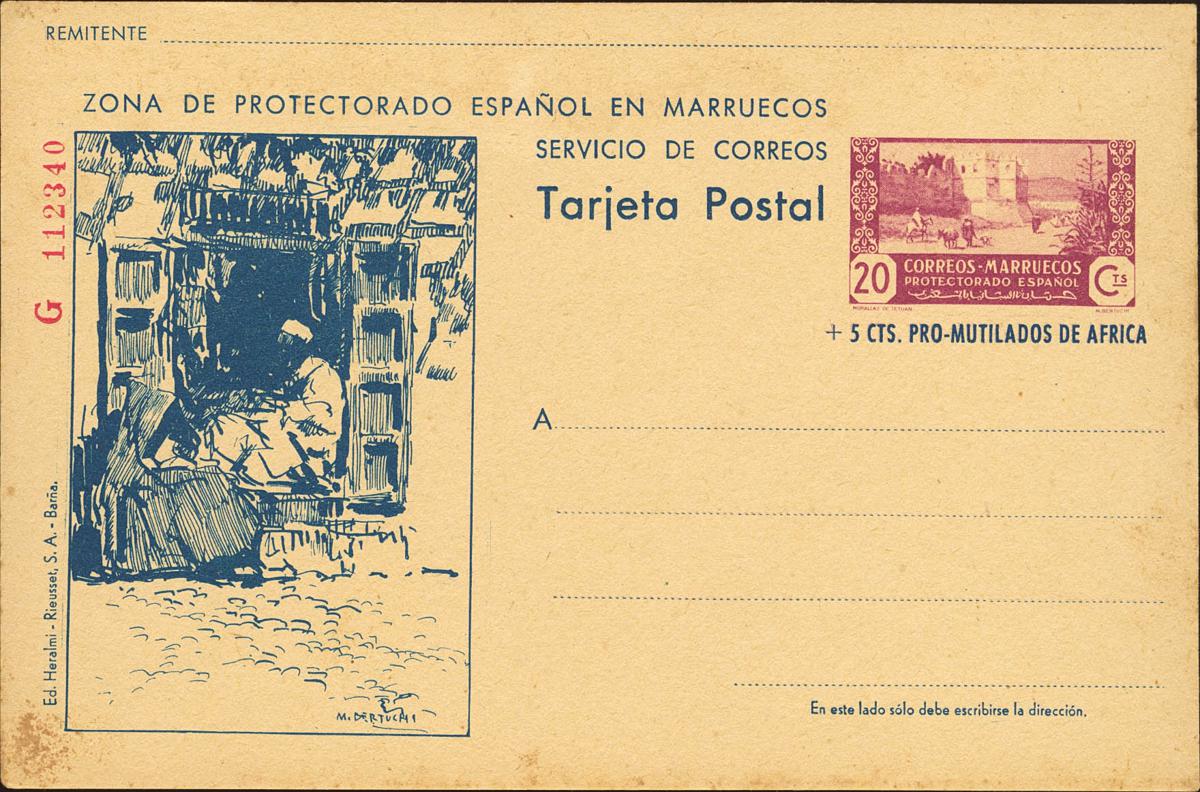 REMITENTE
ZONA DE PROTECTORADO ESPAÑOL EN MARRUECOS
SERVICIO DE CORREOS
Tarjeta Postal
G 112340
20 CORREOS-MARRUECOS CTS
PROTECTORADO ESPAÑOL
MURALLAS DE TETUAN
M. BERTUCHI
+ 5 CTS. PRO-MUTILADOS DE AFRICA
A
Ed. Heralmi - Rieusset, S. A. - Barña.
M. BERTUCHI
En este lado sólo debe escribirse la dirección.